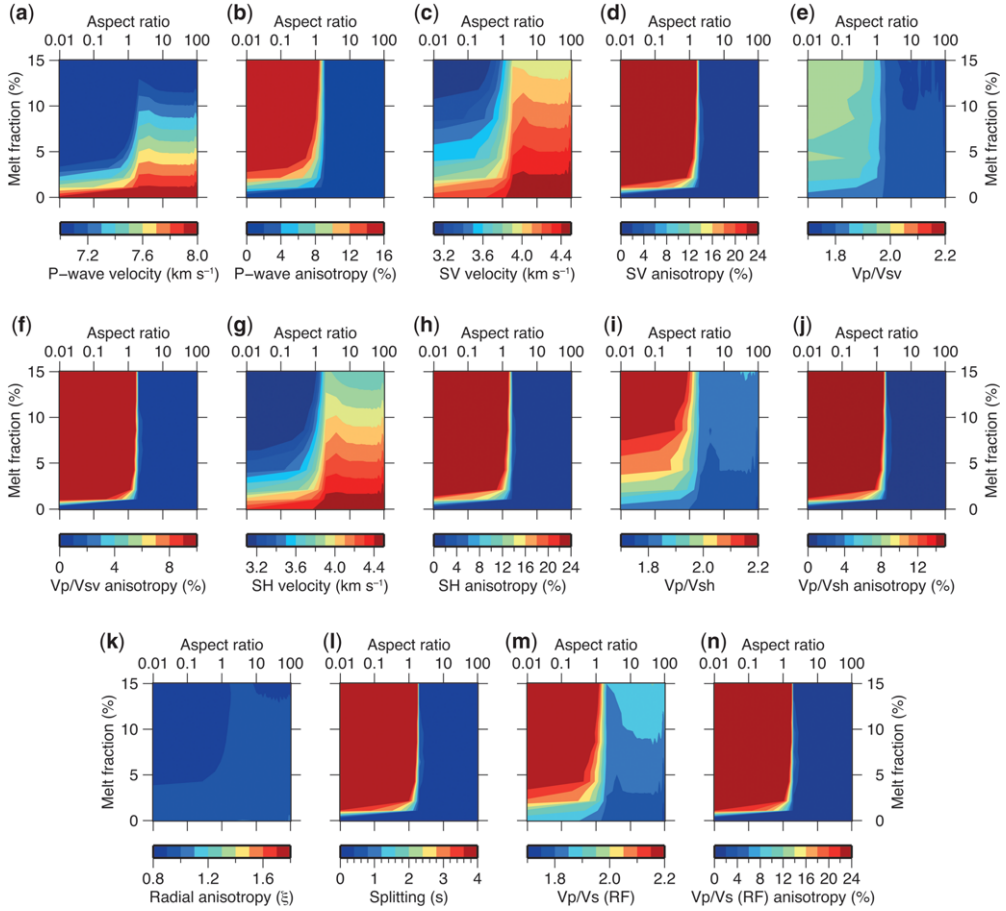 (a) Aspect ratio
(b) Aspect ratio
(c) Aspect ratio
(d) Aspect ratio
(e) Aspect ratio
0.01 0.1 1 10 100
0.01 0.1 1 10 100
0.01 0.1 1 10 100
0.01 0.1 1 10 100
0.01 0.1 1 10 100
Melt fraction (%)
15
10
5
0
15
10
5
0
Melt fraction (%)
7.2 7.6 8.0
0 4 8 12 16
3.6 4.0 4.4
0 4 8 12 16 20 24
1.8 2.0 2.2
P–wave velocity (km s⁻¹)
P–wave anisotropy (%)
SV velocity (km s⁻¹)
SV anisotropy (%)
Vp/Vsv
(f) Aspect ratio
(g) Aspect ratio
(h) Aspect ratio
(i) Aspect ratio
(j) Aspect ratio
0.01 0.1 1 10 100
0.01 0.1 1 10 100
0.01 0.1 1 10 100
0.01 0.1 1 10 100
0.01 0.1 1 10 100
Melt fraction (%)
15
10
5
0
15
10
5
0
Melt fraction (%)
0 4 8
3.2 3.6 4.0 4.4
0 4 8 12 16 20 24
1.8 2.0 2.2
0 4 8 12
Vp/Vsv anisotropy (%)
SH velocity (km s⁻¹)
SH anisotropy (%)
Vp/Vsh
Vp/Vsh anisotropy (%)
(k) Aspect ratio
(l) Aspect ratio
(m) Aspect ratio
(n) Aspect ratio
0.01 0.1 1 10 100
0.01 0.1 1 10 100
0.01 0.1 1 10 100
0.01 0.1 1 10 100
Melt fraction (%)
15
10
5
0
15
10
5
0
Melt fraction (%)
0.8 1.2 1.6
0 1 2 3 4
1.8 2.0 2.2
0 4 8 12 16 20 24
Radial anisotropy (ξ)
Splitting (s)
Vp/Vs (RF)
Vp/Vs (RF) anisotropy (%)